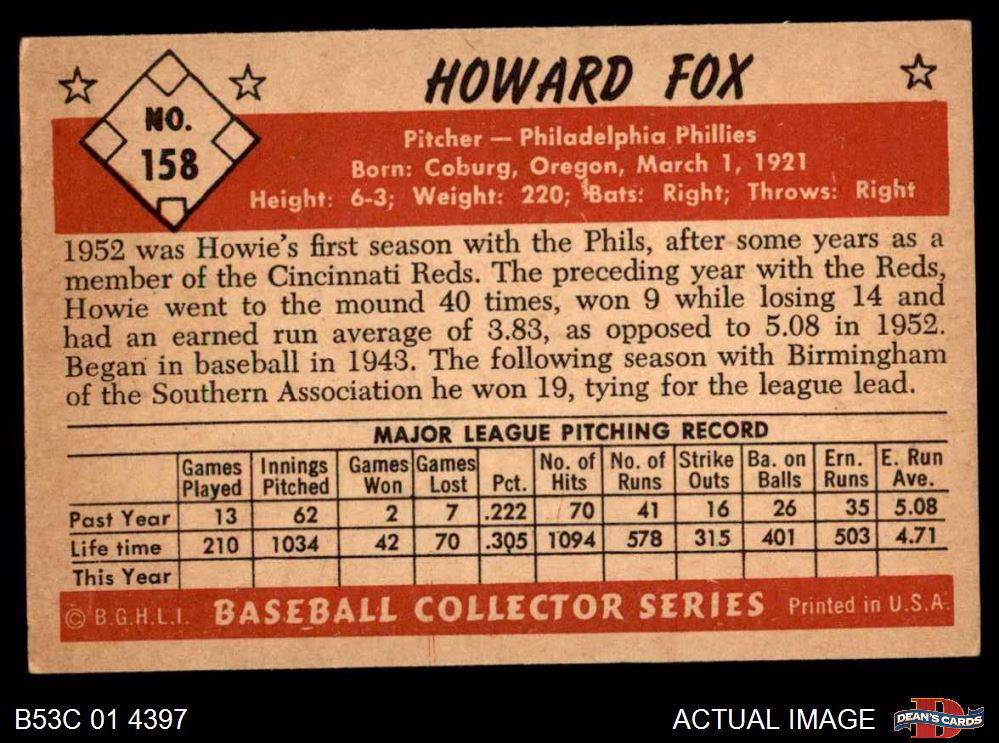 HOWARD FOX
NO.
158
Pitcher — Philadelphia Phillies
Born: Coburg, Oregon, March 1, 1921
Height: 6-3; Weight: 220; Bats: Right; Throws: Right
1952 was Howie's first season with the Phils, after some years as a
member of the Cincinnati Reds. The preceding year with the Reds,
Howie went to the mound 40 times, won 9 while losing 14 and
had an earned run average of 3.83, as opposed to 5.08 in 1952.
Began in baseball in 1943. The following season with Birmingham
of the Southern Association he won 19, tying for the league lead.
MAJOR LEAGUE PITCHING RECORD
Games Innings Games Games No. of No. of Strike Ba. on Ern. E. Run
Played Pitched Won Lost Pct. Hits Runs Outs Balls Runs Ave.
Past Year 13 62 2 7 .222 70 41 16 26 35 5.08
Life time 210 1034 42 70 .305 1094 578 315 401 503 4.71
This Year
© B.G.H.L.I. BASEBALL COLLECTOR SERIES Printed in U.S.A.
B53C 01 4397 ACTUAL IMAGE DEAN'S CARDS